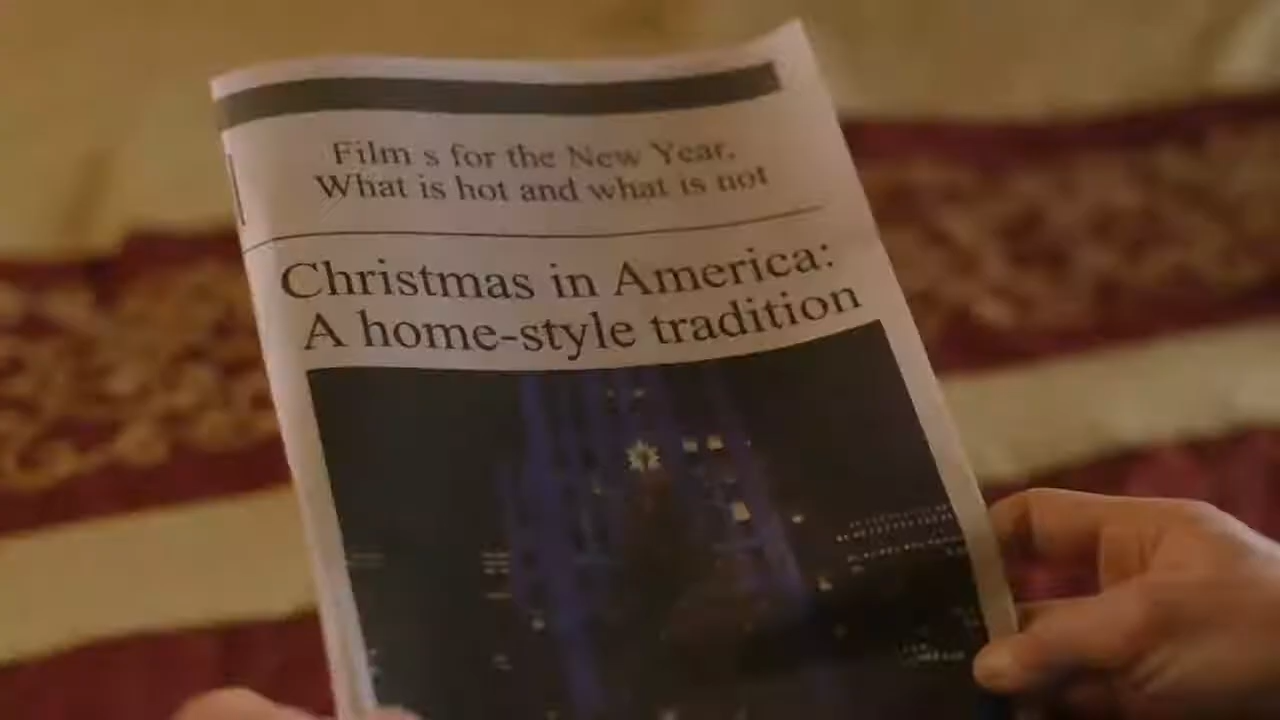 Film s for the New Year.
What is hot and what is not
Christmas in America:
A home-style tradition